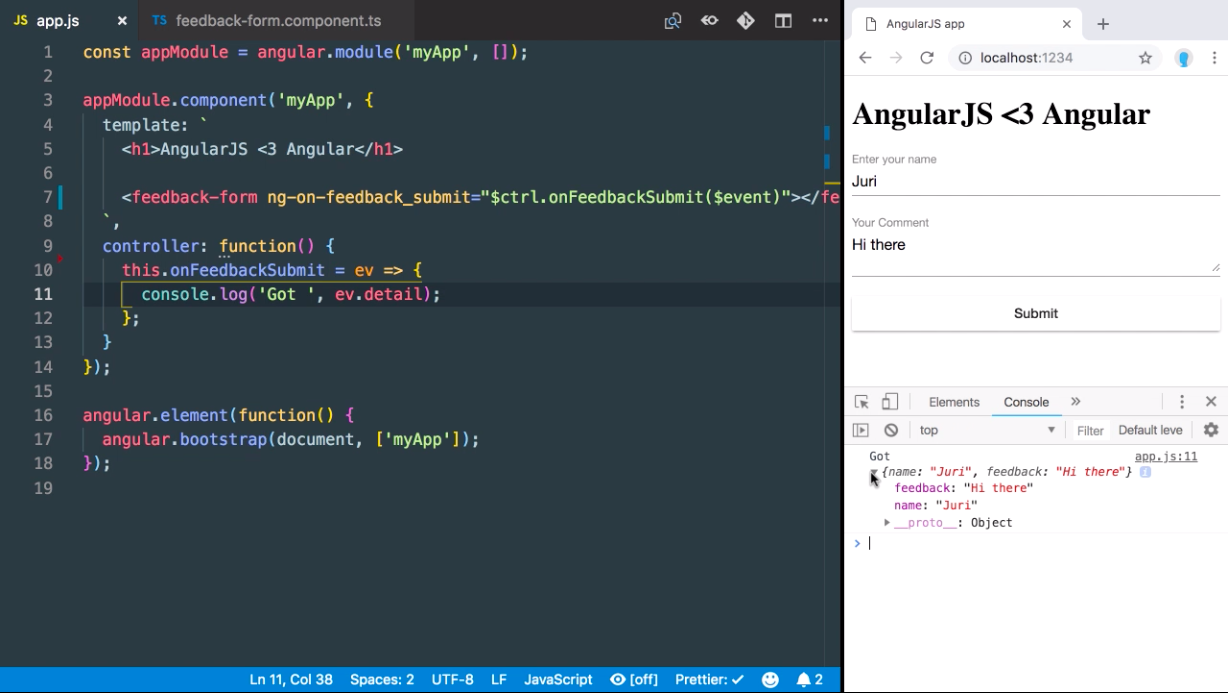 JS app.js × TS feedback-form.component.ts
1 const appModule = angular.module('myApp', []);
2
3 appModule.component('myApp', {
4 template: `
5 <h1>AngularJS <3 Angular</h1>
6
7 <feedback-form ng-on-feedback_submit="$ctrl.onFeedbackSubmit($event)"></fe
8 `,
9 controller: function() {
10 this.onFeedbackSubmit = ev => {
11 console.log('Got ', ev.detail);
12 };
13 }
14 });
15
16 angular.element(function() {
17 angular.bootstrap(document, ['myApp']);
18 });
19
Ln 11, Col 38 Spaces: 2 UTF-8 LF JavaScript [off] Prettier: ✓ 2
AngularJS app
localhost:1234
AngularJS <3 Angular
Enter your name
Juri
Your Comment
Hi there
Submit
Elements Console »
top Filter Default leve
Got app.js:11
{name: "Juri", feedback: "Hi there"} i
feedback: "Hi there"
name: "Juri"
__proto__: Object
>